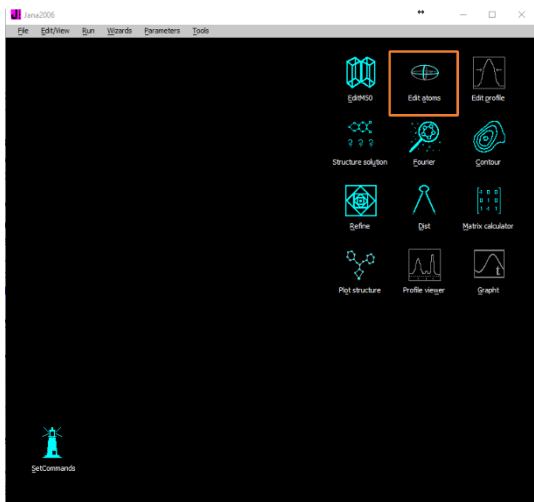 Jana2006
File Edit/View Run Wizards Parameters Tools
EditM50 Edit atoms Edit profile
Structure solution Fourier Contour
Refine Dist Matrix calculator
Plot structure Profile viewer Grapht
SetCommands